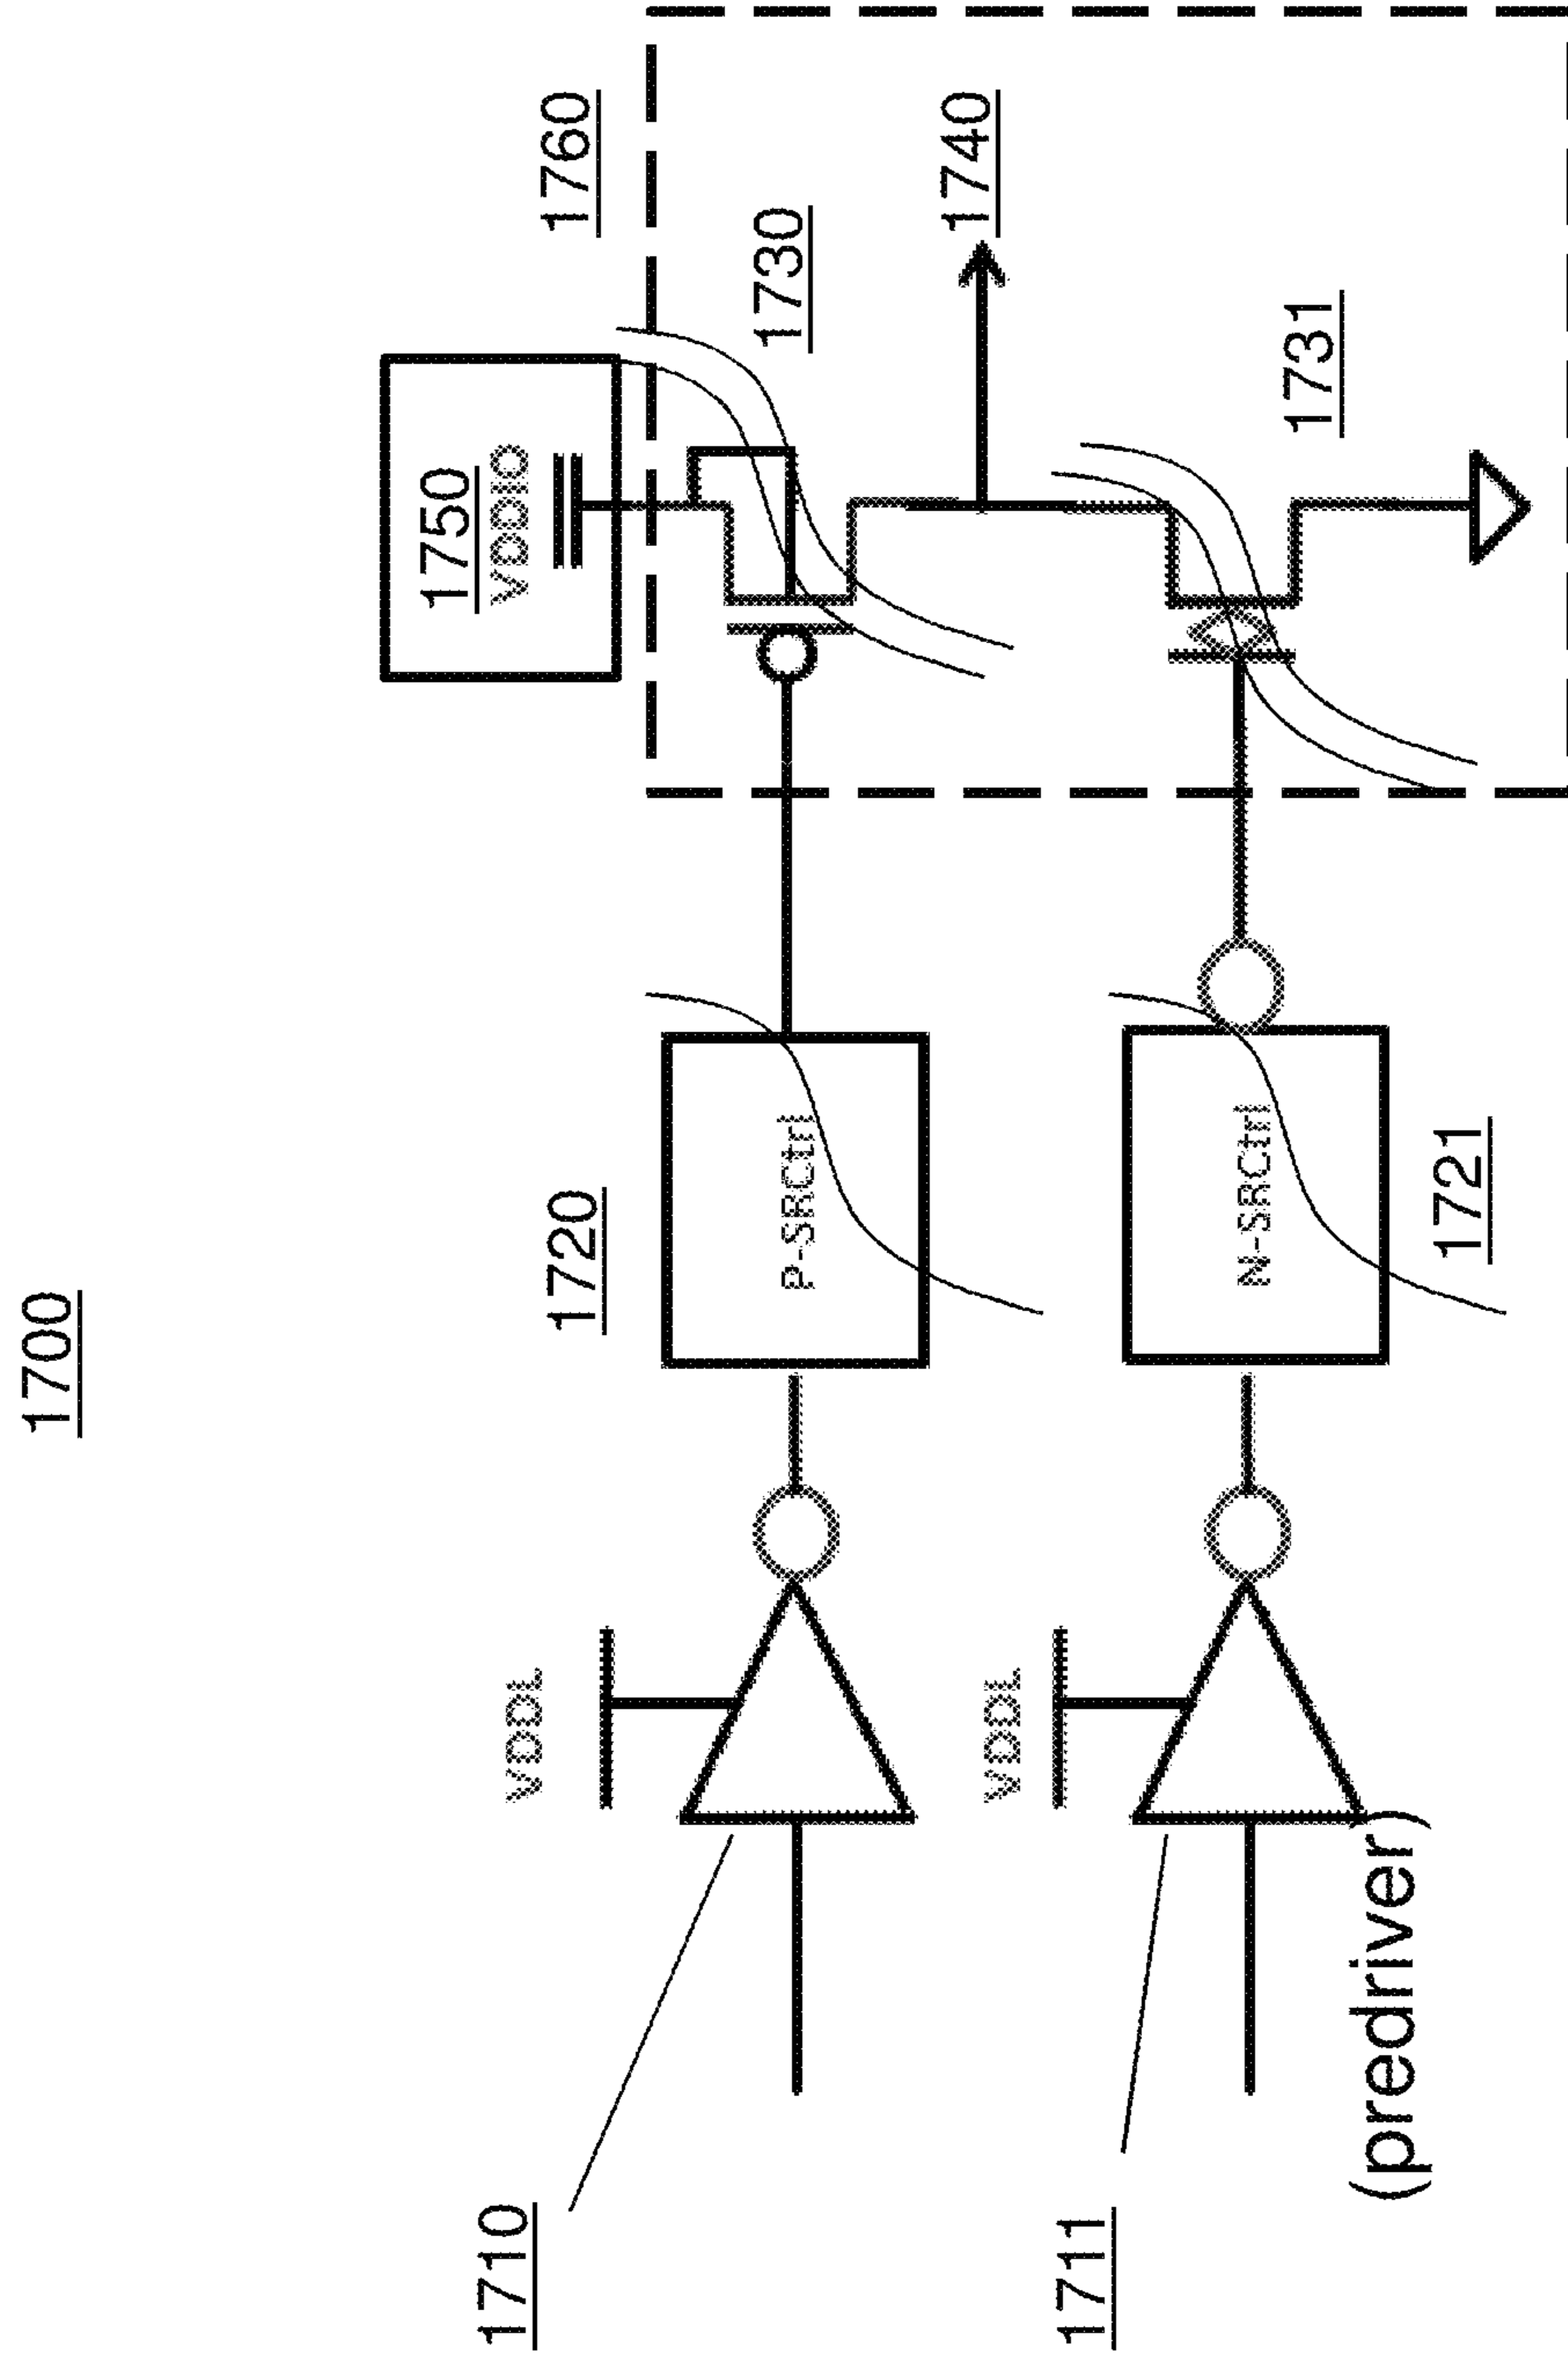 1700
1750
VDDIO
1760
1730
1740
1731
1720
P-SRCtrl
N-SRCtrl
1721
VDDL
VDDL
1710
1711
(predriver)